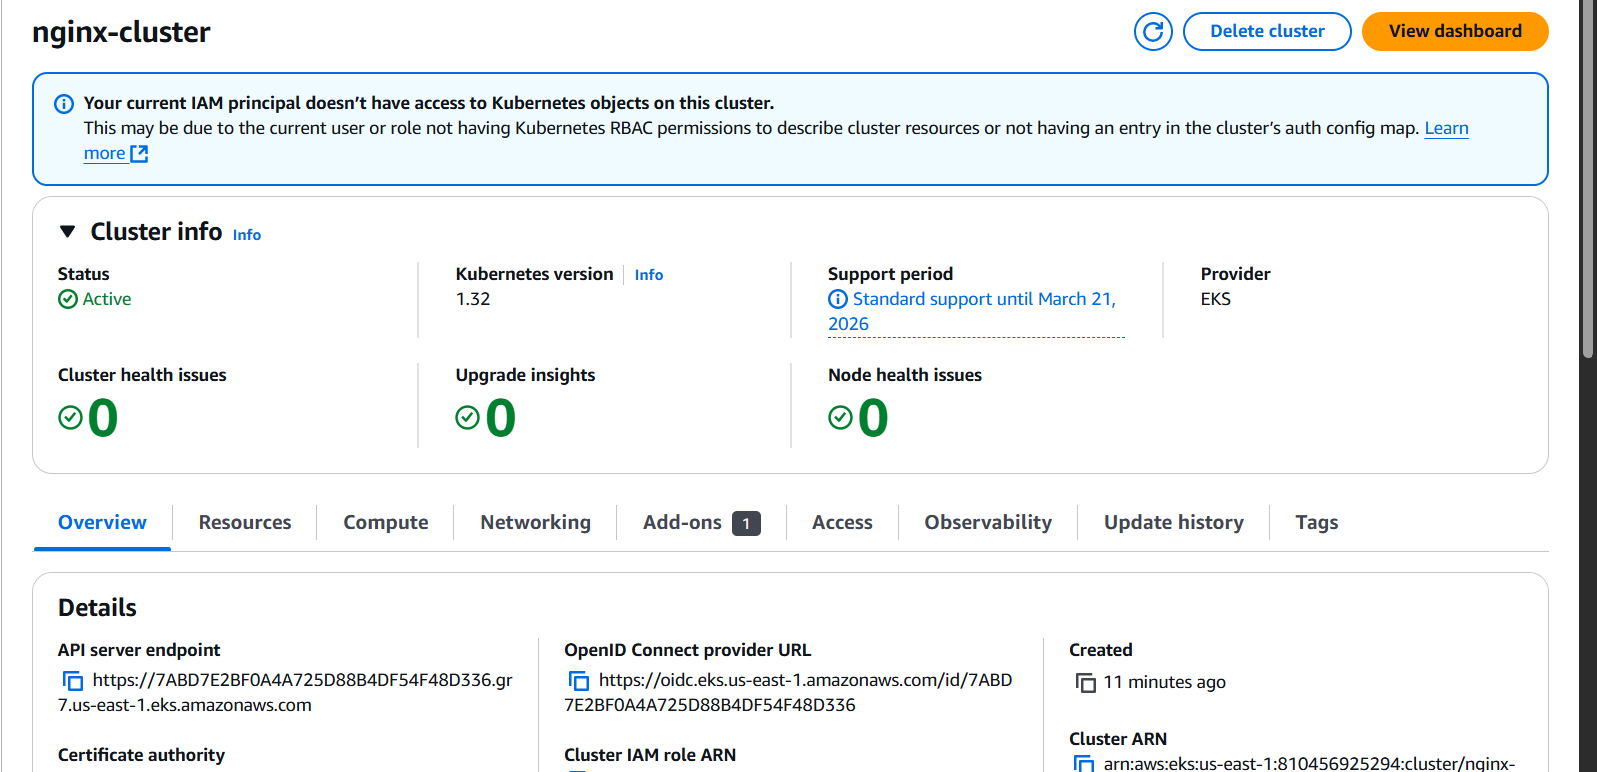 nginx-cluster
Delete cluster
View dashboard
Your current IAM principal doesn’t have access to Kubernetes objects on this cluster.
This may be due to the current user or role not having Kubernetes RBAC permissions to describe cluster resources or not having an entry in the cluster’s auth config map. Learn
more
Cluster info Info
Status
Active
Kubernetes version Info
1.32
Support period
Standard support until March 21,
2026
Provider
EKS
Cluster health issues
0
Upgrade insights
0
Node health issues
0
Overview Resources Compute Networking Add-ons 1 Access Observability Update history Tags
Details
API server endpoint
https://7ABD7E2BF0A4A725D88B4DF54F48D336.gr
7.us-east-1.eks.amazonaws.com
Certificate authority
OpenID Connect provider URL
https://oidc.eks.us-east-1.amazonaws.com/id/7ABD
7E2BF0A4A725D88B4DF54F48D336
Cluster IAM role ARN
Created
11 minutes ago
Cluster ARN
arn:aws:eks:us-east-1:810456925294:cluster/nginx-